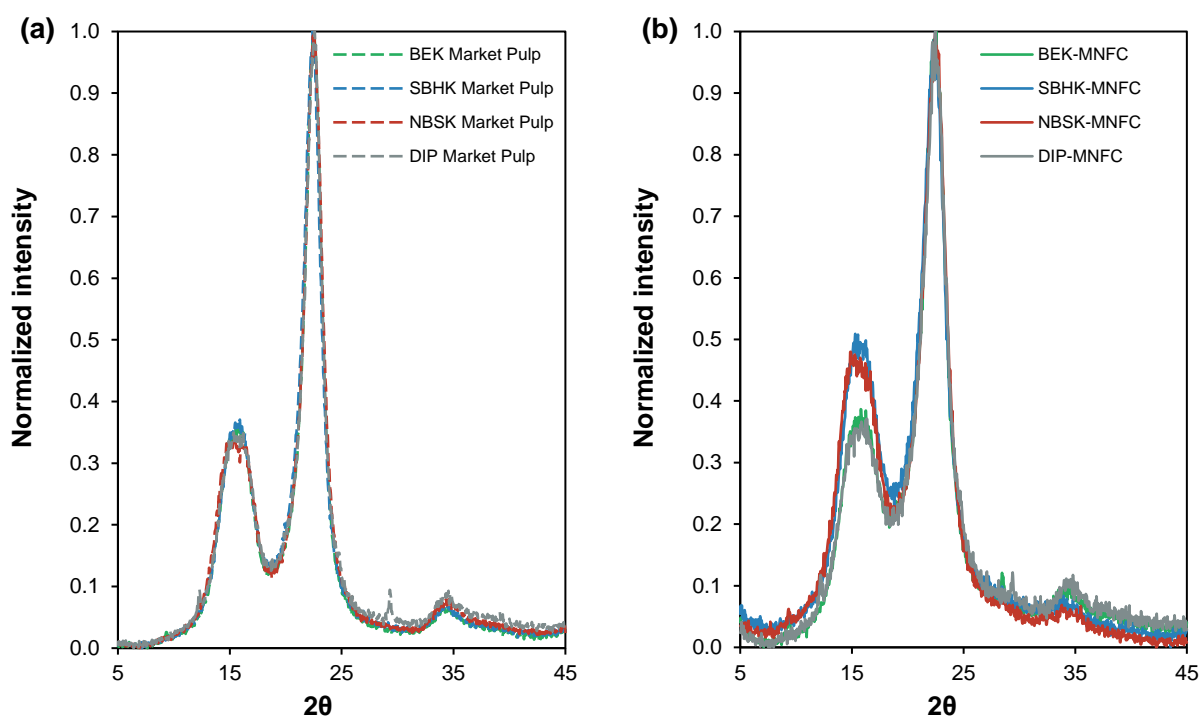 (a)
Normalized intensity
1.0
0.9
0.8
0.7
0.6
0.5
0.4
0.3
0.2
0.1
0.0
BEK Market Pulp
SBHK Market Pulp
NBSK Market Pulp
DIP Market Pulp
5 15 25 35 45
2θ
(b)
Normalized intensity
1.0
0.9
0.8
0.7
0.6
0.5
0.4
0.3
0.2
0.1
0.0
BEK-MNFC
SBHK-MNFC
NBSK-MNFC
DIP-MNFC
5 15 25 35 45
2θ